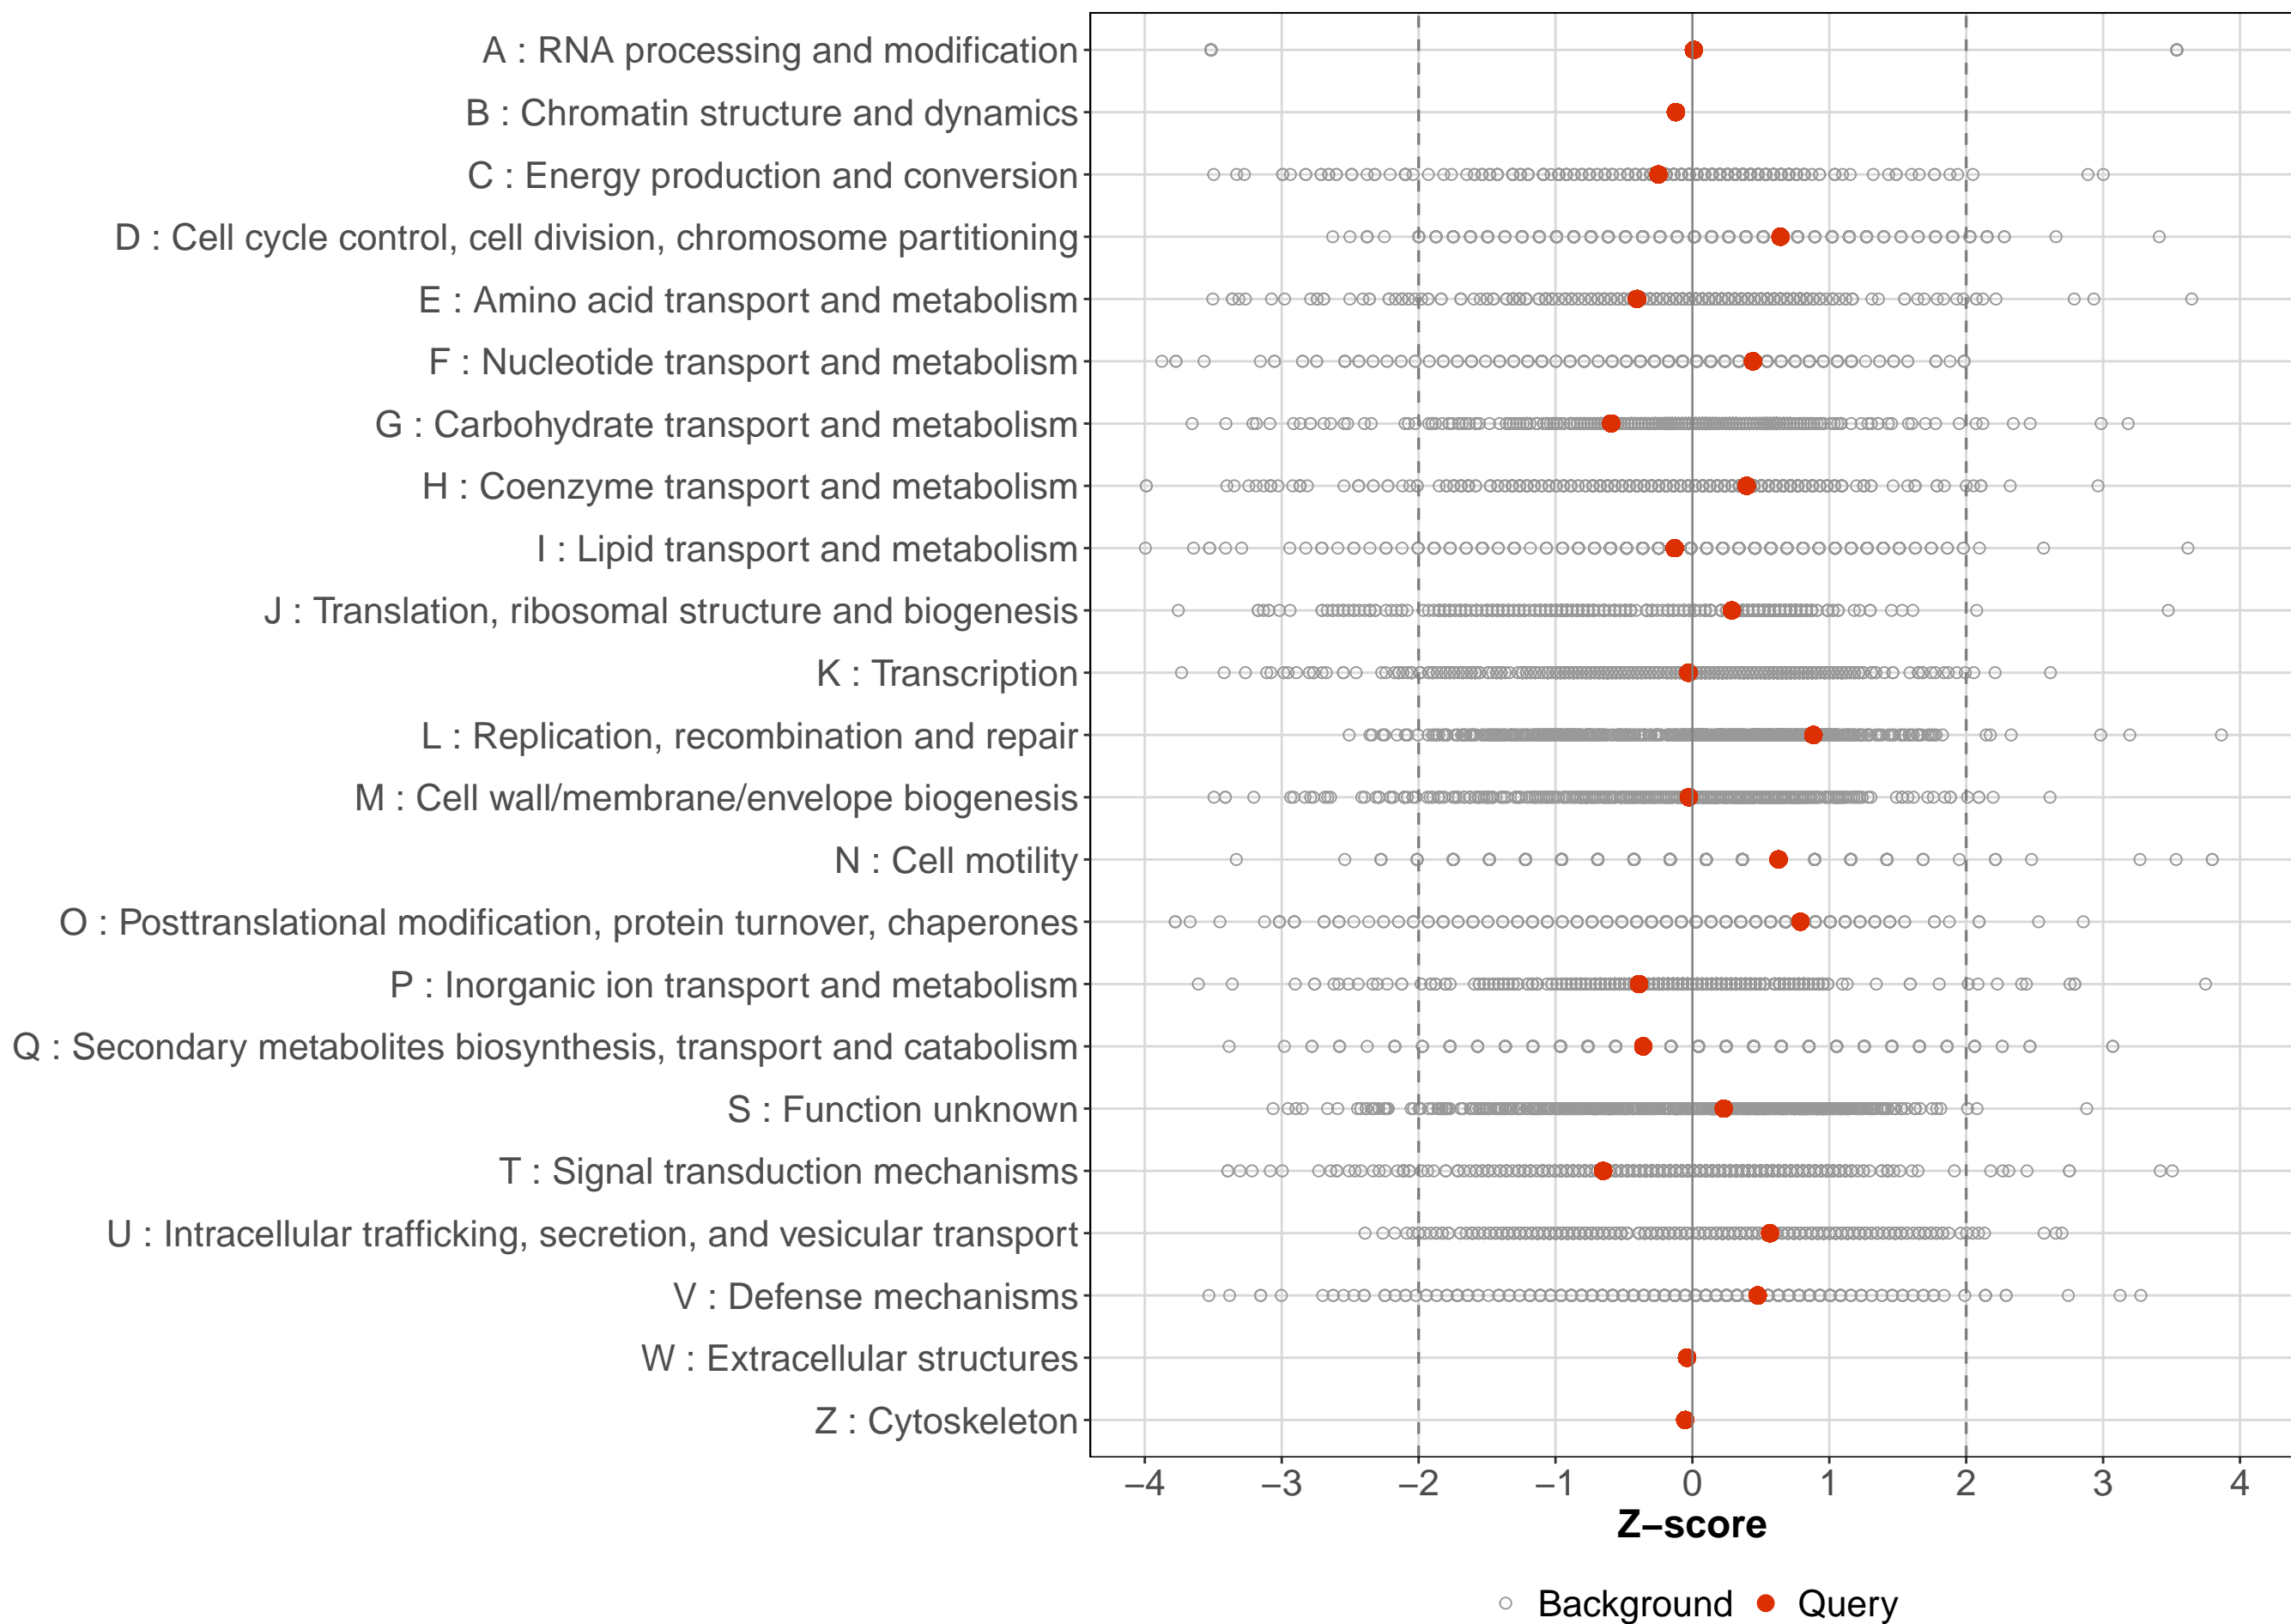 A : RNA processing and modification
B : Chromatin structure and dynamics
C : Energy production and conversion
D : Cell cycle control, cell division, chromosome partitioning
E : Amino acid transport and metabolism
F : Nucleotide transport and metabolism
G : Carbohydrate transport and metabolism
H : Coenzyme transport and metabolism
I : Lipid transport and metabolism
J : Translation, ribosomal structure and biogenesis
K : Transcription
L : Replication, recombination and repair
M : Cell wall/membrane/envelope biogenesis
N : Cell motility
O : Posttranslational modification, protein turnover, chaperones
P : Inorganic ion transport and metabolism
Q : Secondary metabolites biosynthesis, transport and catabolism
S : Function unknown
T : Signal transduction mechanisms
U : Intracellular trafficking, secretion, and vesicular transport
V : Defense mechanisms
W : Extracellular structures
Z : Cytoskeleton
−4 −3 −2 −1 0 1 2 3 4
Z−score
Background Query